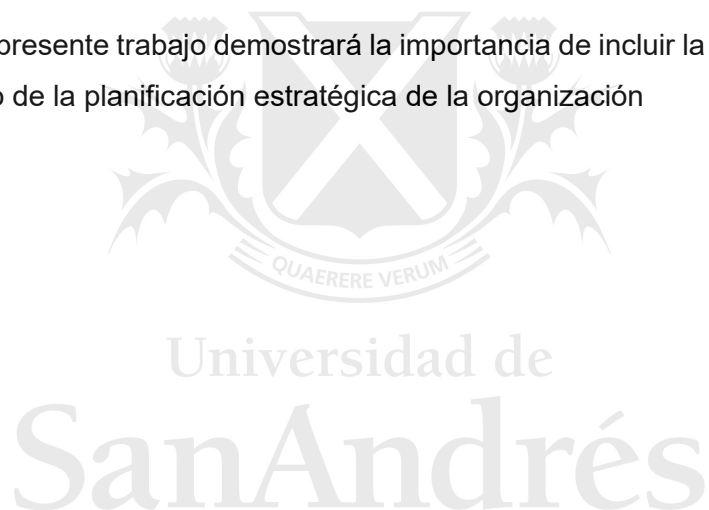 presente trabajo demostrará la importancia de incluir la
de la planificación estratégica de la organización
QUAERERE VERUM
Universidad de
SanAndrés